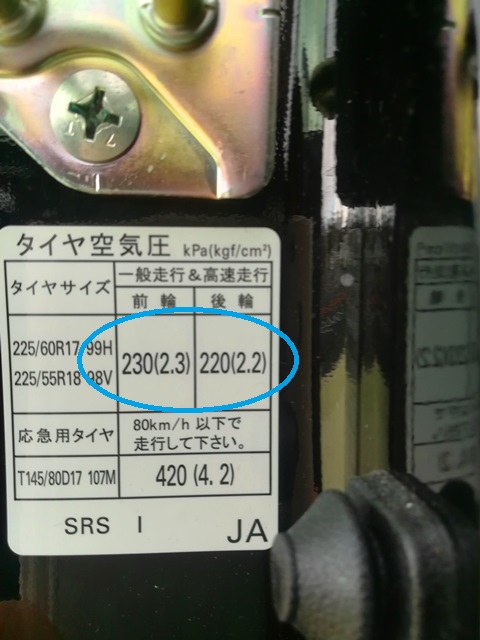 タイヤ空気圧 kPa(kgf/cm²)
タイヤサイズ 一般走行&高速走行
前輪 後輪
225/60R17 99H 230(2.3) 220(2.2)
225/55R18 98V
応急用タイヤ 80km/h 以下で
走行して下さい。
T145/80D17 107M 420 (4.2)
SRS I JA